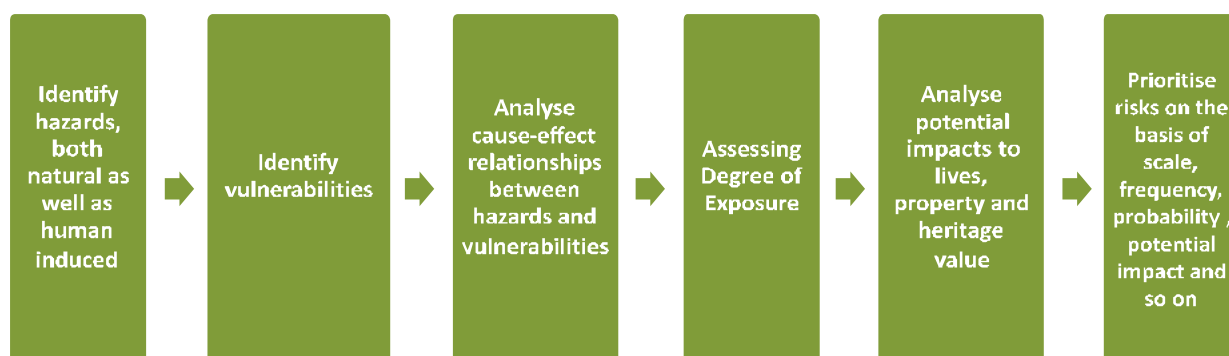 Identify
hazards,
both
natural as
well as
human
induced
Identify
vulnerabilities
Analyse
cause-effect
relationships
between
hazards and
vulnerabilities
Assessing
Degree of
Exposure
Analyse
potential
impacts to
lives,
property and
heritage
value
Prioritise
risks on the
basis of
scale,
frequency,
probability ,
potential
impact and
so on